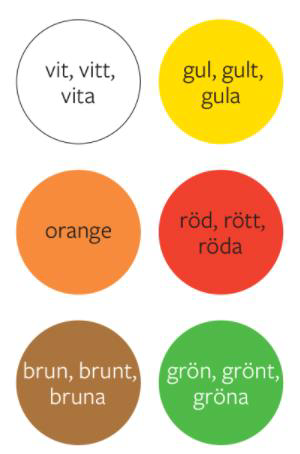 vit, vitt,
vita
gul, gult,
gula
orange
röd, rött,
röda
brun, brunt,
bruna
grön, grönt,
gröna